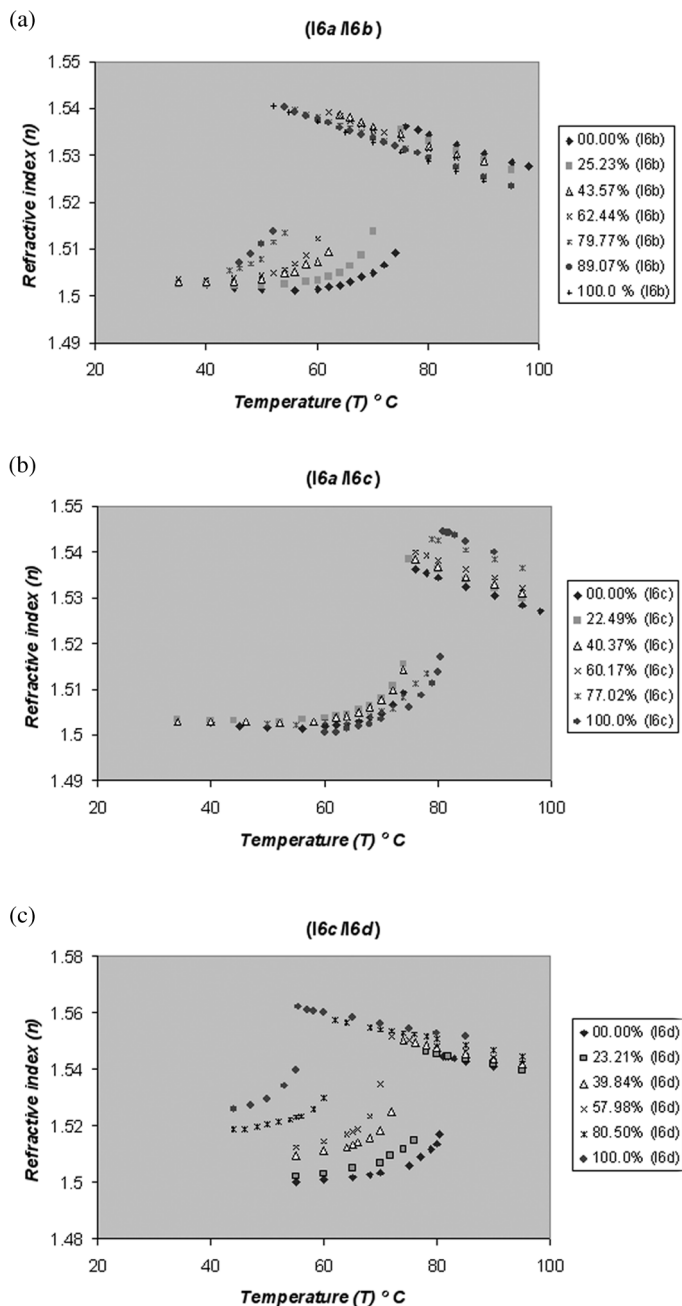 (a)
(I6a/I6b)
Refractive index (n)
1.55
1.54
1.53
1.52
1.51
1.5
1.49
20 40 60 80 100
Temperature (T) ° C
00.00% (I6b)
25.23% (I6b)
43.57% (I6b)
62.44% (I6b)
79.77% (I6b)
89.07% (I6b)
100.0 % (I6b)
(b)
(I6a/I6c)
Refractive index (n)
1.55
1.54
1.53
1.52
1.51
1.5
1.49
20 40 60 80 100
Temperature (T) ° C
00.00% (I6c)
22.49% (I6c)
40.37% (I6c)
60.17% (I6c)
77.02% (I6c)
100.0% (I6c)
(c)
(I6c/I6d)
Refractive index (n)
1.58
1.56
1.54
1.52
1.5
1.48
20 40 60 80 100
Temperature (T) ° C
00.00% (I6d)
23.21% (I6d)
39.84% (I6d)
57.98% (I6d)
80.50% (I6d)
100.0% (I6d)